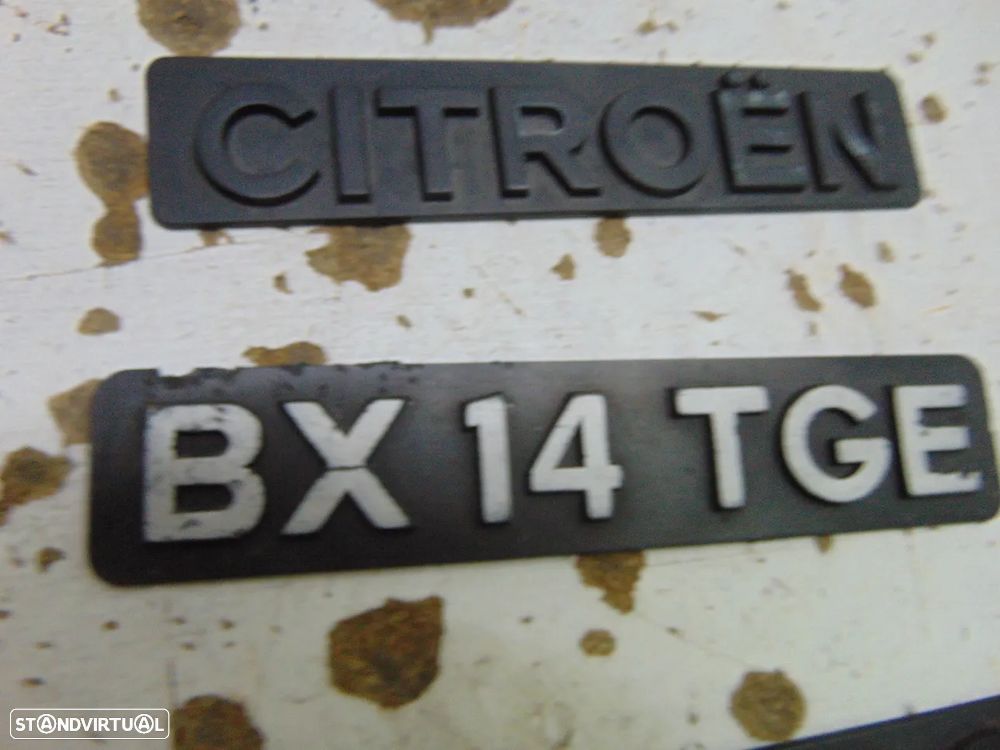 CITROËN
BX 14 TGE
STANDVIRTUAL